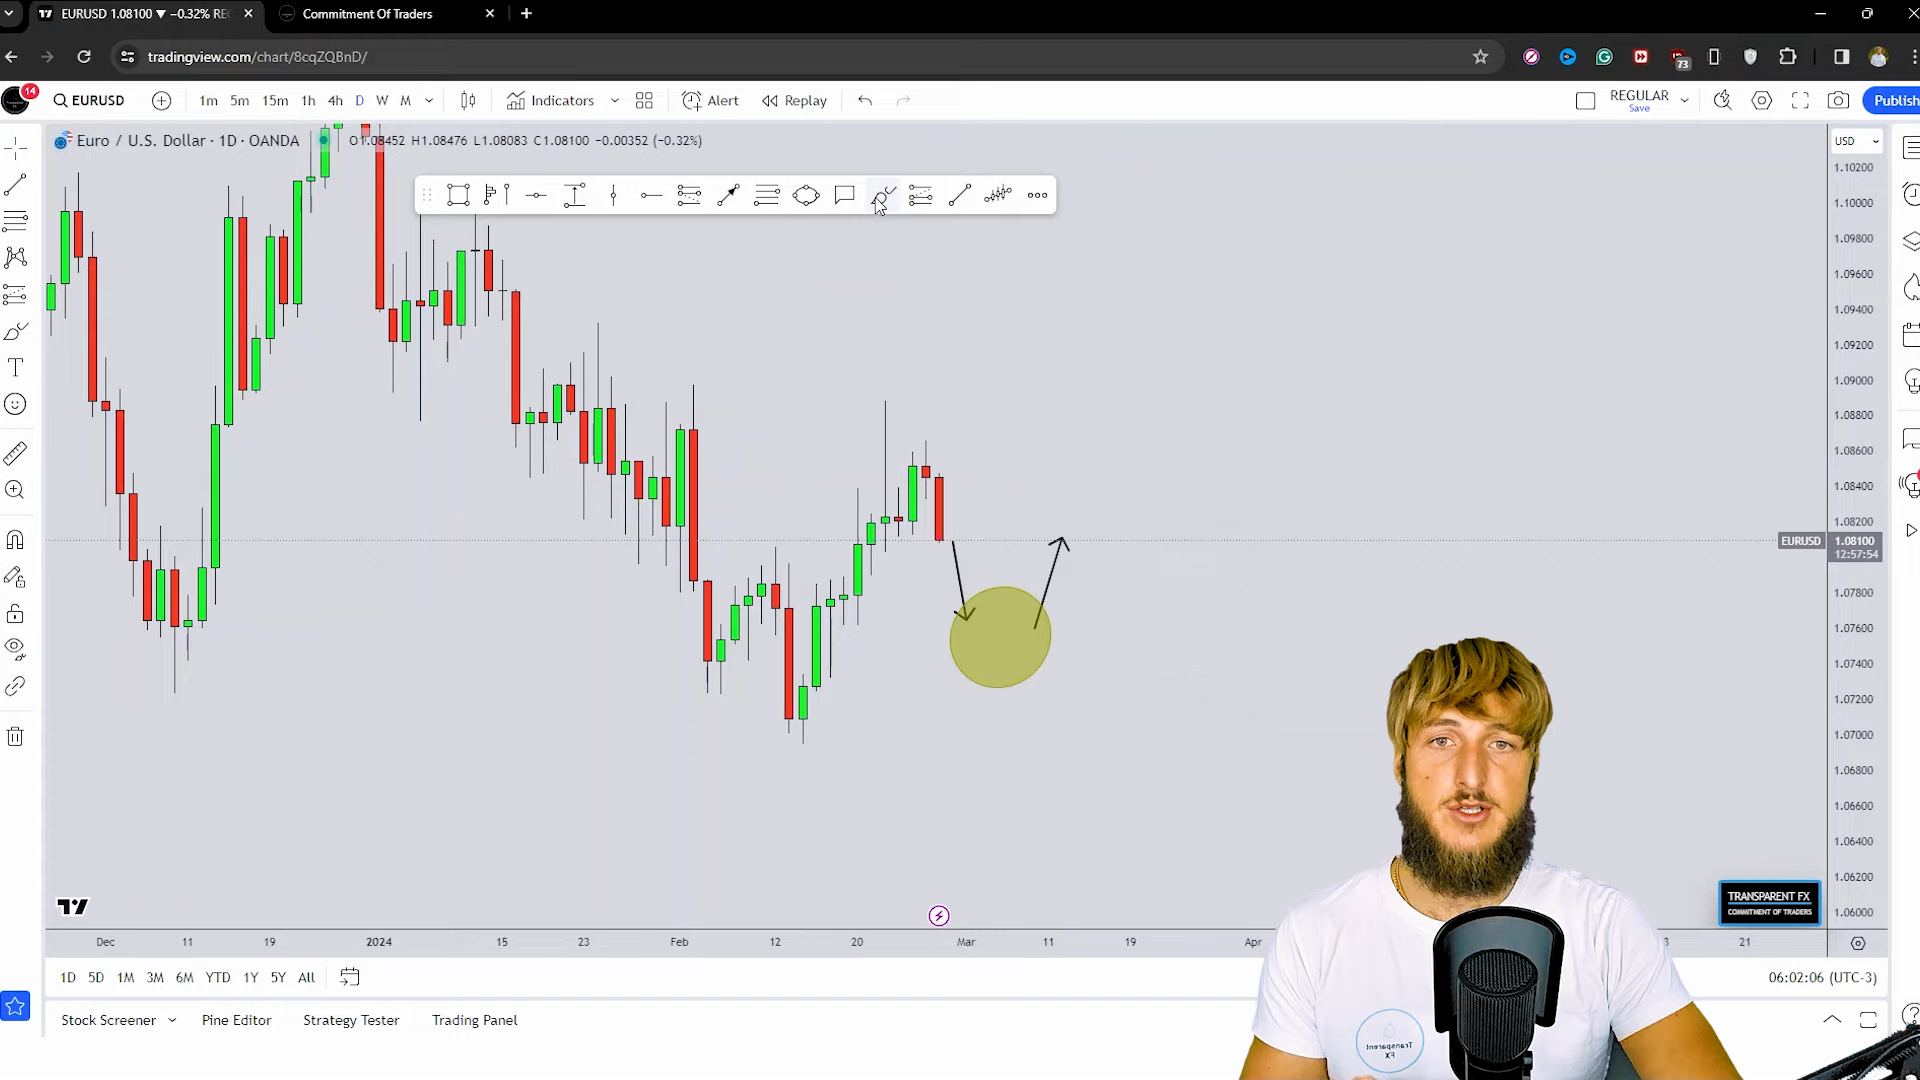 EURUSD 1.08100 ▼ −0.32% RE
Commitment Of Traders
tradingview.com/chart/8cqZQBnD/
73
14
EURUSD
1m 5m 15m 1h 4h D W M
Indicators
Alert
Replay
REGULAR
Save
Publish
Euro / U.S. Dollar · 1D · OANDA
O1.08452 H1.08476 L1.08083 C1.08100 −0.00352 (−0.32%)
USD
1.10200
1.10000
1.09800
1.09600
1.09400
1.09200
1.09000
1.08800
1.08600
1.08400
1.08200
EURUSD 1.08100
12:57:54
1.07800
1.07600
1.07400
1.07200
1.07000
1.06800
1.06600
1.06400
1.06200
1.06000
TRANSPARENT FX
COMMITMENT OF TRADERS
Dec 11 19 2024 15 23 Feb 12 20 Mar 11 19 Apr 21
1D 5D 1M 3M 6M YTD 1Y 5Y All
06:02:06 (UTC-3)
Stock Screener
Pine Editor
Strategy Tester
Trading Panel
Transparent
FX